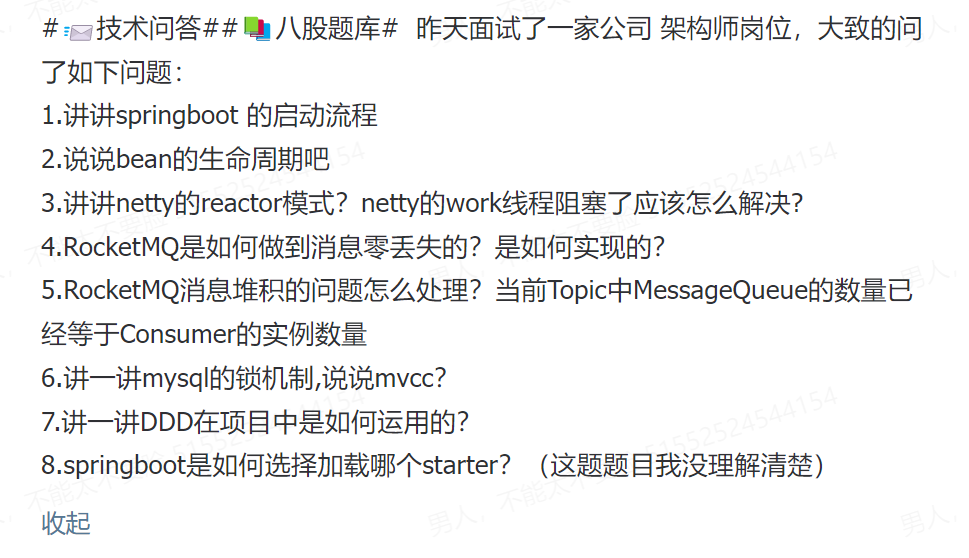 #技术问答##八股题库# 昨天面试了一家公司 架构师岗位，大致的问
了如下问题：
1.讲讲springboot 的启动流程
2.说说bean的生命周期吧
3.讲讲netty的reactor模式？netty的work线程阻塞了应该怎么解决？
4.RocketMQ是如何做到消息零丢失的？是如何实现的？
5.RocketMQ消息堆积的问题怎么处理？当前Topic中MessageQueue的数量已
经等于Consumer的实例数量
6.讲一讲mysql的锁机制,说说mvcc？
7.讲一讲DDD在项目中是如何运用的？
8.springboot是如何选择加载哪个starter？（这题题目我没理解清楚）
收起